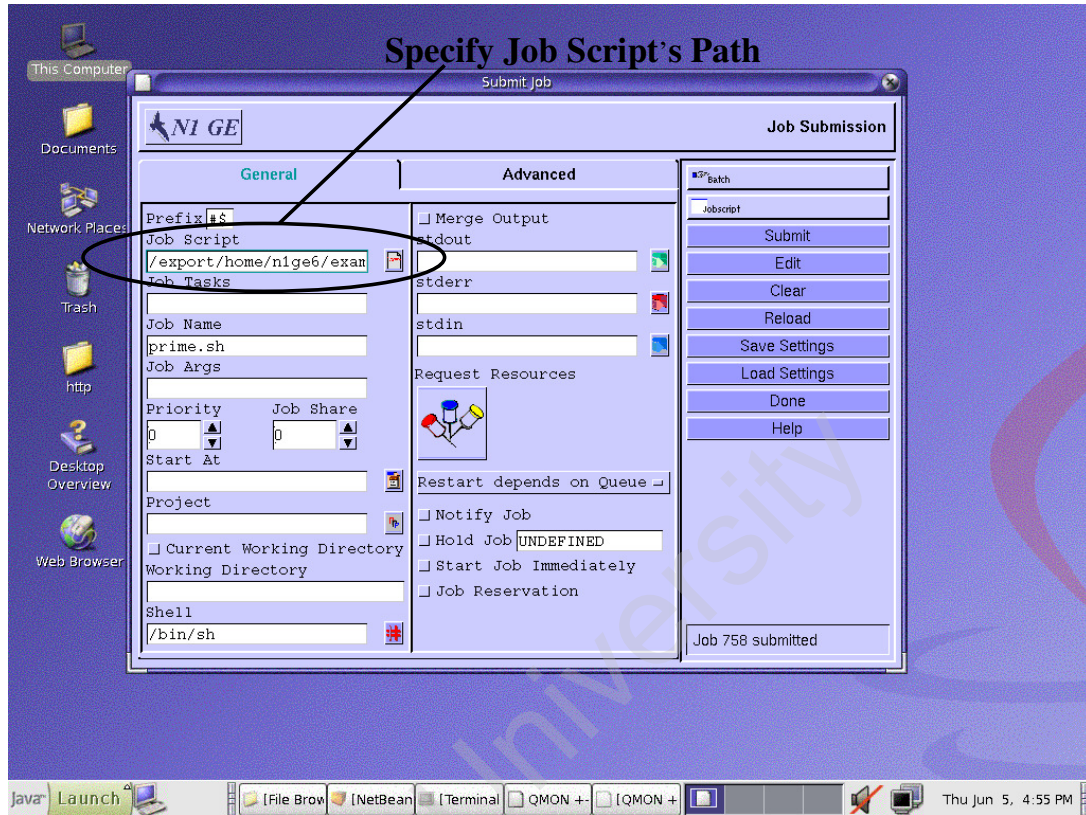 Specify Job Script's Path
This Computer
Documents
Network Places
Trash
http
Desktop
Overview
Web Browser
Submit Job
N1 GE
Job Submission
General
Advanced
Prefix #$
Job Script
/export/home/n1ge6/exam
Job Tasks
Job Name
prime.sh
Job Args
Priority Job Share
0 0
Start At
Project
Current Working Directory
Working Directory
Shell
/bin/sh
Merge Output
stdout
stderr
stdin
Request Resources
Restart depends on Queue
Notify Job
Hold Job UNDEFINED
Start Job Immediately
Job Reservation
Batch
Jobscript
Submit
Edit
Clear
Reload
Save Settings
Load Settings
Done
Help
Job 758 submitted
University
Java Launch
[File Brow
[NetBean
[Terminal
QMON +-
[QMON +
Thu Jun 5, 4:55 PM